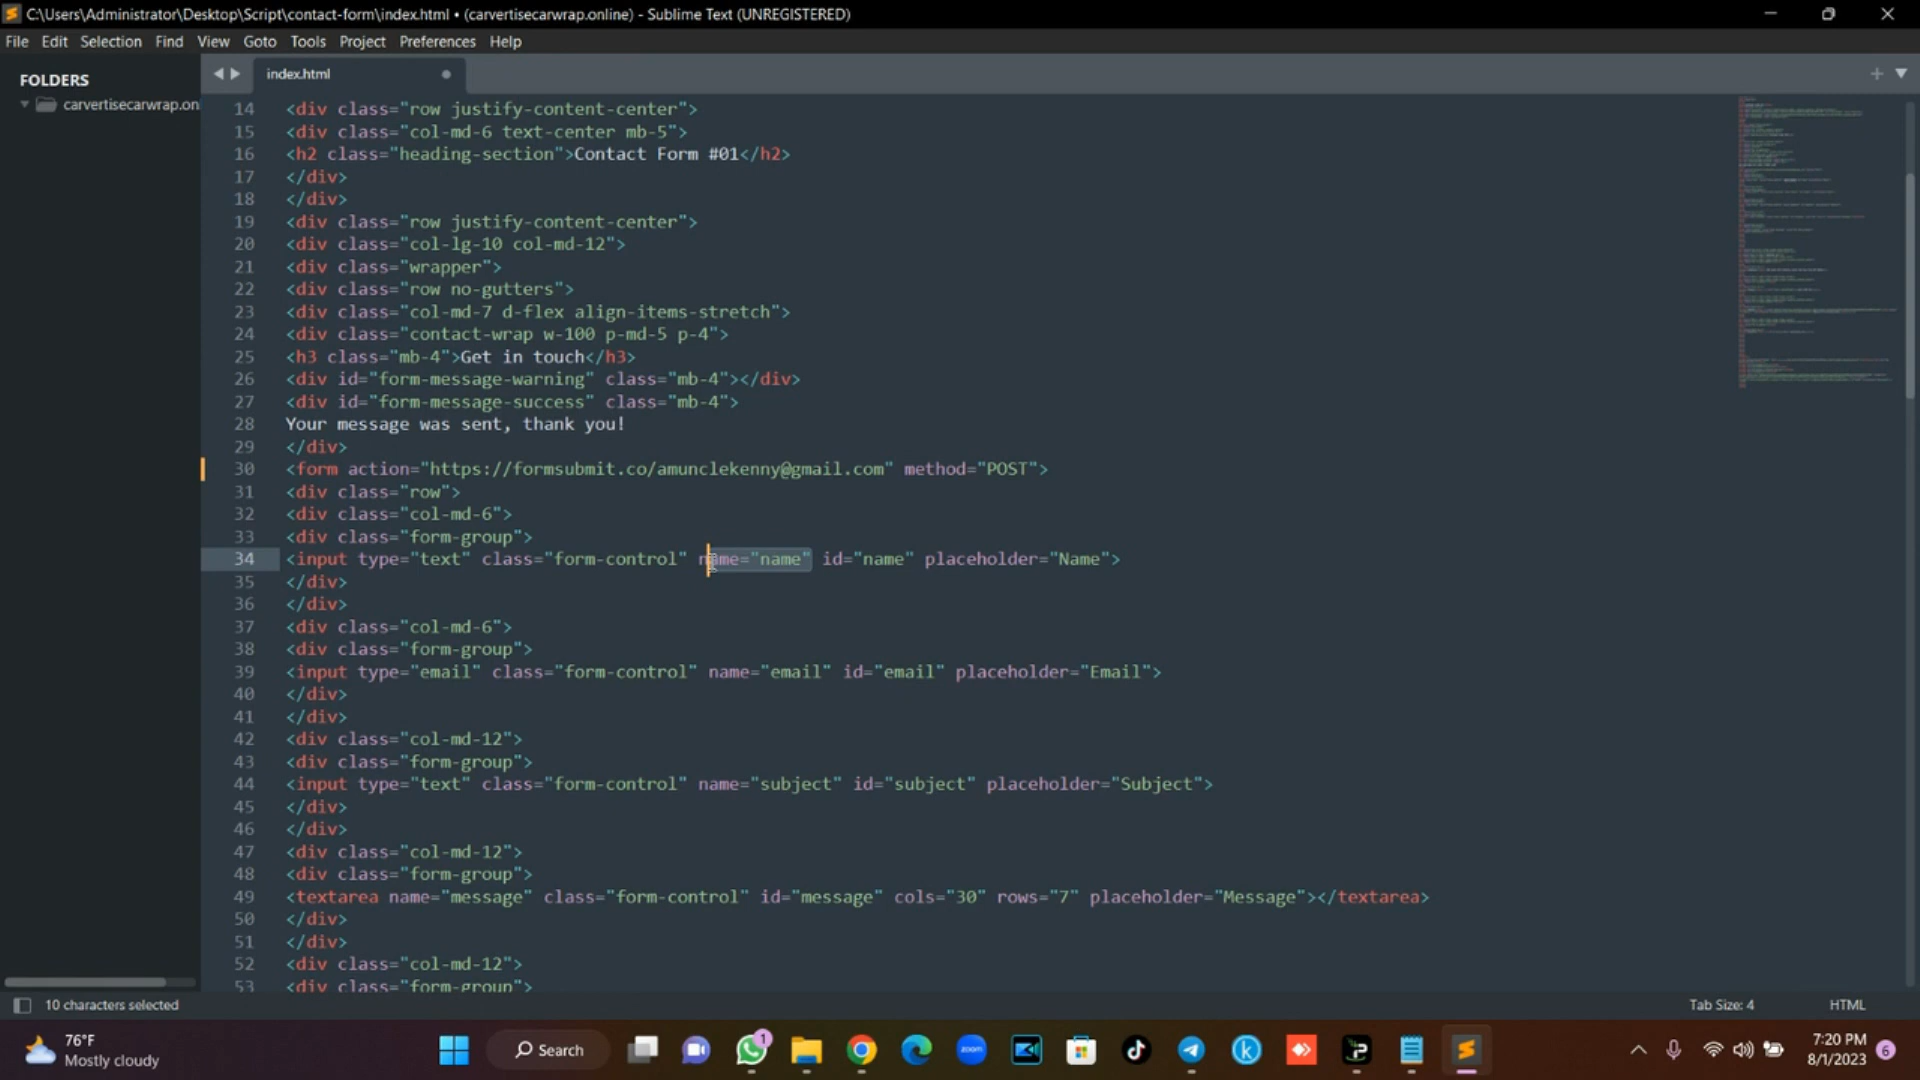 C:\Users\Administrator\Desktop\Script\contact-form\index.html • (carvertisecarwrap.online) - Sublime Text (UNREGISTERED)
File Edit Selection Find View Goto Tools Project Preferences Help
FOLDERS
carvertisecarwrap.on
index.html
14 <div class="row justify-content-center">
15 <div class="col-md-6 text-center mb-5">
16 <h2 class="heading-section">Contact Form #01</h2>
17 </div>
18 </div>
19 <div class="row justify-content-center">
20 <div class="col-lg-10 col-md-12">
21 <div class="wrapper">
22 <div class="row no-gutters">
23 <div class="col-md-7 d-flex align-items-stretch">
24 <div class="contact-wrap w-100 p-md-5 p-4">
25 <h3 class="mb-4">Get in touch</h3>
26 <div id="form-message-warning" class="mb-4"></div>
27 <div id="form-message-success" class="mb-4">
28 Your message was sent, thank you!
29 </div>
30 <form action="https://formsubmit.co/amunclekenny@gmail.com" method="POST">
31 <div class="row">
32 <div class="col-md-6">
33 <div class="form-group">
34 <input type="text" class="form-control" name="name" id="name" placeholder="Name">
35 </div>
36 </div>
37 <div class="col-md-6">
38 <div class="form-group">
39 <input type="email" class="form-control" name="email" id="email" placeholder="Email">
40 </div>
41 </div>
42 <div class="col-md-12">
43 <div class="form-group">
44 <input type="text" class="form-control" name="subject" id="subject" placeholder="Subject">
45 </div>
46 </div>
47 <div class="col-md-12">
48 <div class="form-group">
49 <textarea name="message" class="form-control" id="message" cols="30" rows="7" placeholder="Message"></textarea>
50 </div>
51 </div>
52 <div class="col-md-12">
53 <div class="form-group">
10 characters selected
Tab Size: 4
HTML
76°F
Mostly cloudy
Search
1
zoom
7:20 PM
8/1/2023
6